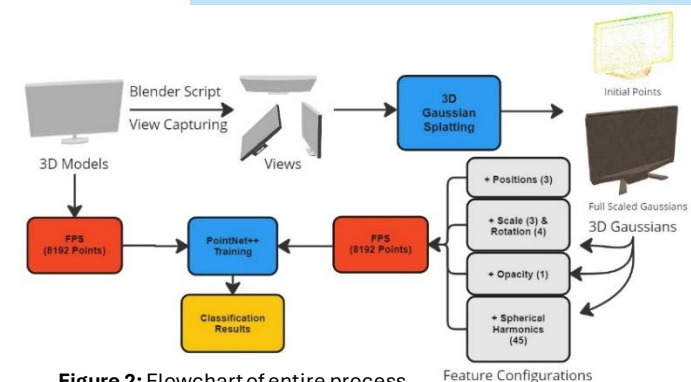 Blender Script
View Capturing
3D Models
Views
3D
Gaussian
Splatting
Initial Points
Full Scaled Gaussians
3D Gaussians
FPS
(8192 Points)
PointNet++
Training
FPS
(8192 Points)
+ Positions (3)
+ Scale (3) &
Rotation (4)
+ Opacity (1)
+ Spherical
Harmonics
(45)
Classification
Results
Feature Configurations
Figure 2: Flowchart of entire process